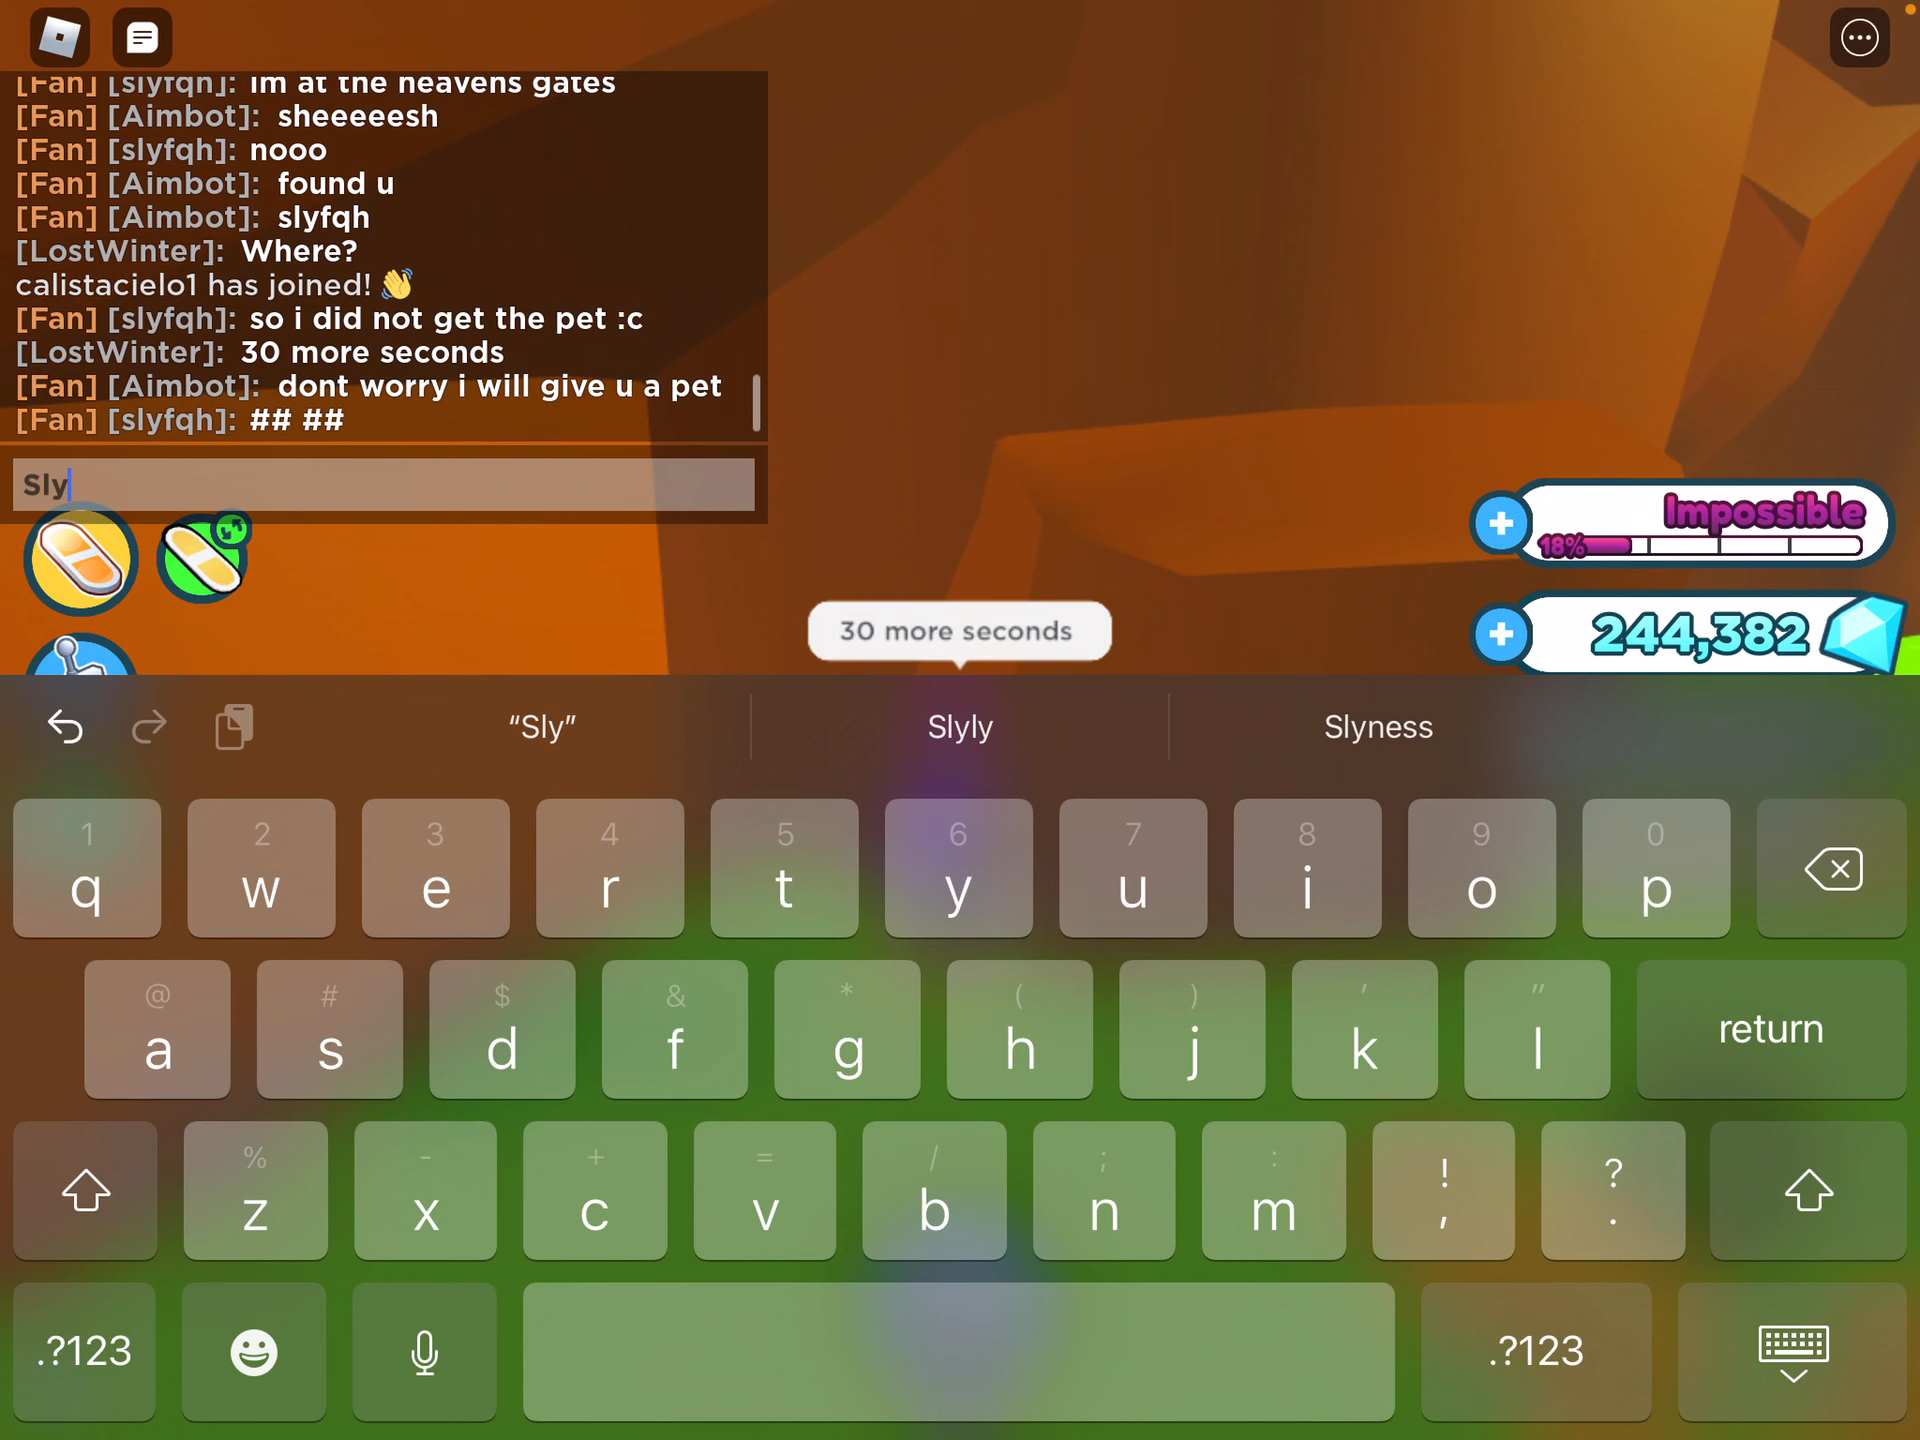 [Fan] [slyfqh]: im at the heavens gates
[Fan] [Aimbot]: sheeeeesh
[Fan] [slyfqh]: nooo
[Fan] [Aimbot]: found u
[Fan] [Aimbot]: slyfqh
[LostWinter]: Where?
calistacielo1 has joined! 👋
[Fan] [slyfqh]: so i did not get the pet :c
[LostWinter]: 30 more seconds
[Fan] [Aimbot]: dont worry i will give u a pet
[Fan] [slyfqh]: ## ##
Sly
Impossible
18%
30 more seconds
244,382
“Sly” Slyly Slyness
1 2 3 4 5 6 7 8 9 0
q w e r t y u i o p
@ # $ & * ( ) ' "
a s d f g h j k l return
% - + = / ; : ! ?
z x c v b n m , .
.?123 .?123